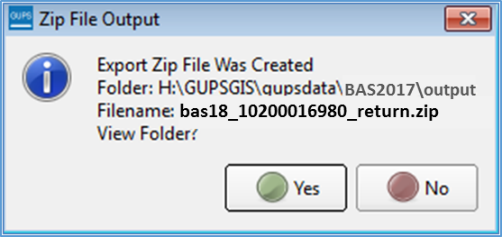 GUPS Zip File Output
Export Zip File Was Created
Folder: H:\GUPSGIS\gupsdata\BAS2017\output
Filename: bas18_10200016980_return.zip
View Folder?
Yes No